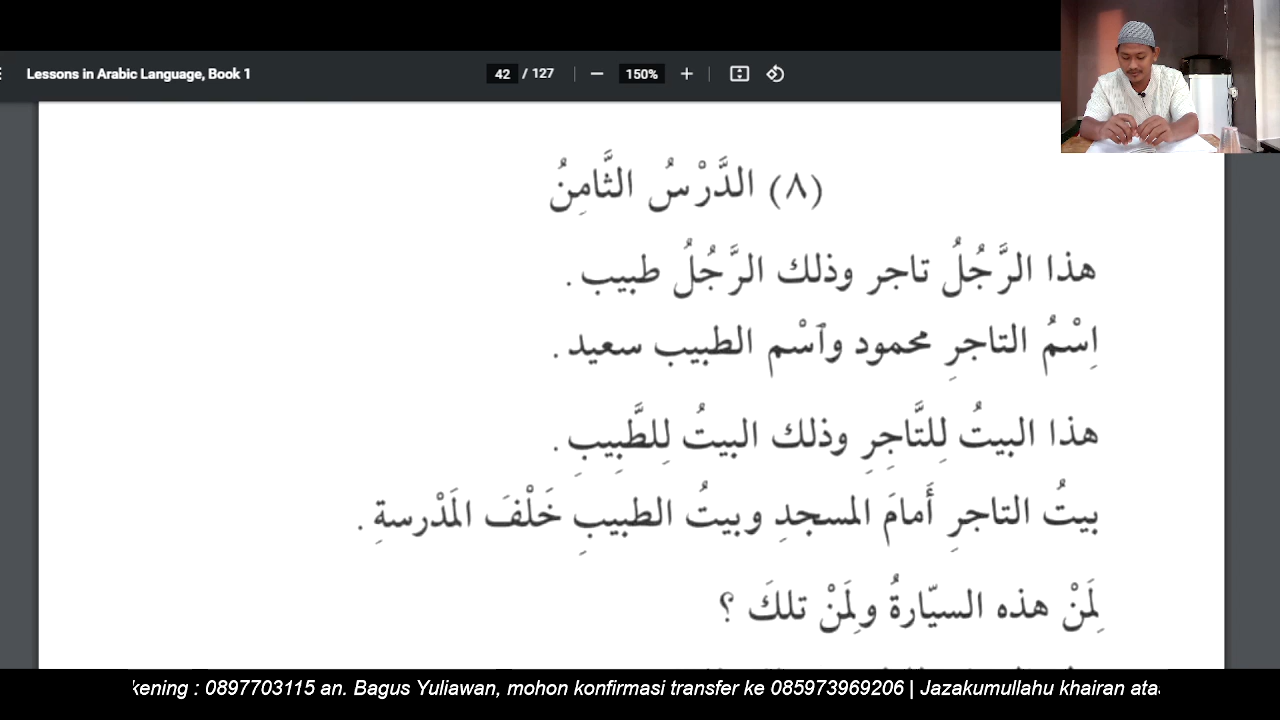 Lessons in Arabic Language, Book 1
42 / 127
150%
(٨) الدَّرْسُ الثَّامِنُ
هذا الرَّجُلُ تاجر وذلك الرَّجُلُ طبيب .
اِسْمُ التاجرِ محمود وٱسْم الطبيب سعيد .
هذا البيتُ لِلتَّاجِرِ وذلك البيتُ لِلطَّبِيبِ .
بيتُ التاجرِ أَمامَ المسجدِ وبيتُ الطبيبِ خَلْفَ المَدْرسةِ .
لِمَنْ هذه السيّارةُ ولِمَنْ تلكَ ؟
kening : 0897703115 an. Bagus Yuliawan, mohon konfirmasi transfer ke 085973969206 | Jazakumullahu khairan ata